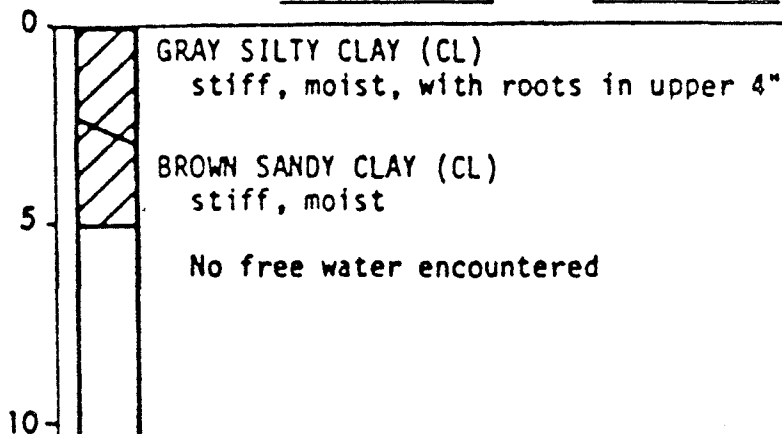 0
GRAY SILTY CLAY (CL)
stiff, moist, with roots in upper 4"
BROWN SANDY CLAY (CL)
stiff, moist
5
No free water encountered
10